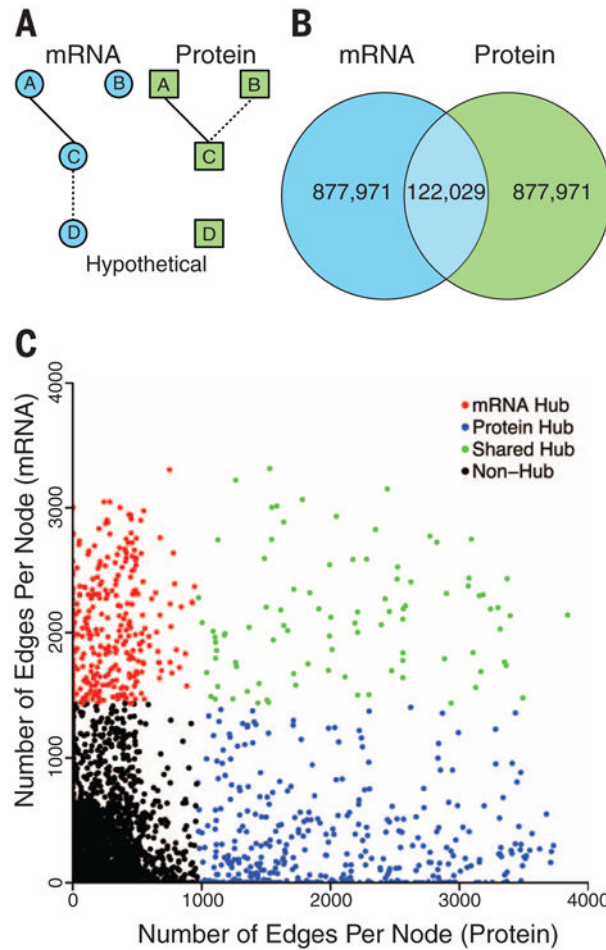 A
mRNA Protein
A B A B
C C
D D
Hypothetical
B
mRNA Protein
877,971 122,029 877,971
C
Number of Edges Per Node (mRNA)
4000
3000
2000
1000
0
mRNA Hub
Protein Hub
Shared Hub
Non-Hub
0 1000 2000 3000 4000
Number of Edges Per Node (Protein)